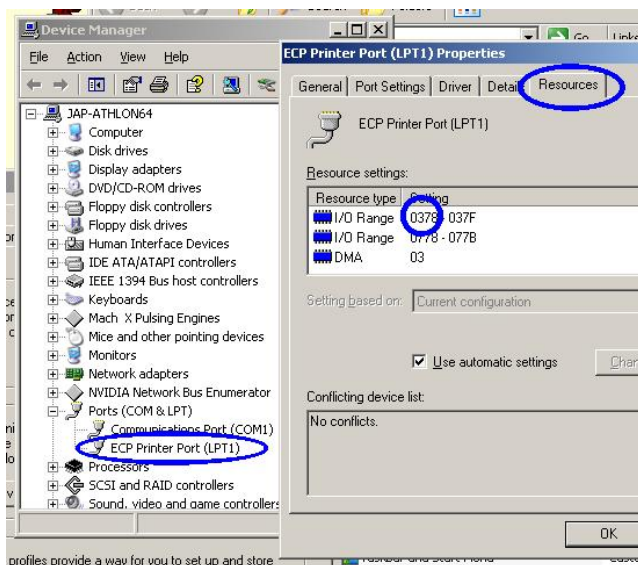 Device Manager
File Action View Help
JAP-ATHLON64
Computer
Disk drives
Display adapters
DVD/CD-ROM drives
Floppy disk controllers
Floppy disk drives
Human Interface Devices
IDE ATA/ATAPI controllers
IEEE 1394 Bus host controllers
Keyboards
Mach X Pulsing Engines
Mice and other pointing devices
Monitors
Network adapters
NVIDIA Network Bus Enumerator
Ports (COM & LPT)
Communications Port (COM1)
ECP Printer Port (LPT1)
Processors
SCSI and RAID controllers
Sound, video and game controllers
Go Links
ECP Printer Port (LPT1) Properties
General Port Settings Driver Details Resources
ECP Printer Port (LPT1)
Resource settings:
Resource type Setting
I/O Range 0378 - 037F
I/O Range 0778 - 077B
DMA 03
Setting based on: Current configuration
Use automatic settings
Conflicting device list:
No conflicts.
OK
profiles provide a way for you to set up and store